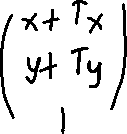 x + Tx
y + Ty
1